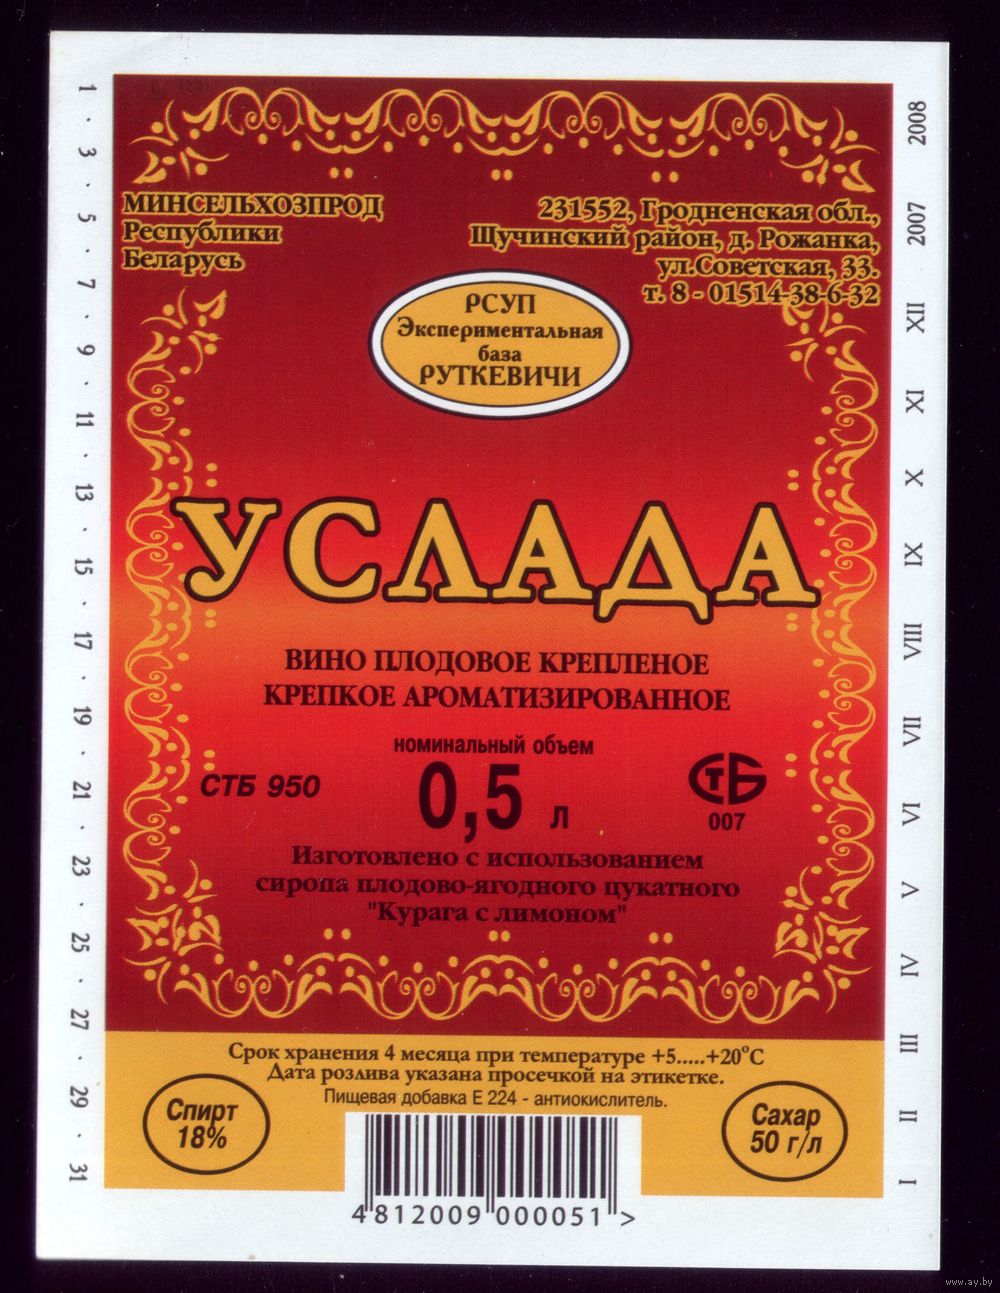 МИНСЕЛЬХОЗПРОД
Республики
Беларусь
231552, Гродненская обл.,
Щучинский район, д. Рожанка,
ул.Советская, 33.
т. 8 - 01514-38-6-32
РСУП
Экспериментальная
база
РУТКЕВИЧИ
УСЛАДА
ВИНО ПЛОДОВОЕ КРЕПЛЕНОЕ
КРЕПКОЕ АРОМАТИЗИРОВАННОЕ
номинальный объем
0,5 л
СТБ 950
СТБ
007
Изготовлено с использованием
сиропа плодово-ягодного цукатного
"Курага с лимоном"
Срок хранения 4 месяца при температуре +5.....+20°С
Дата розлива указана просечкой на этикетке.
Пищевая добавка Е 224 - антиокислитель.
Спирт
18%
Сахар
50 г/л
4 812009 000051 >
1 · 3 · 5 · 7 · 9 · 11 · 13 · 15 · 17 · 19 · 21 · 23 · 25 · 27 · 29 · 31
I II III IV V VI VII VIII IX X XI XII 2007 2008
www.ay.by